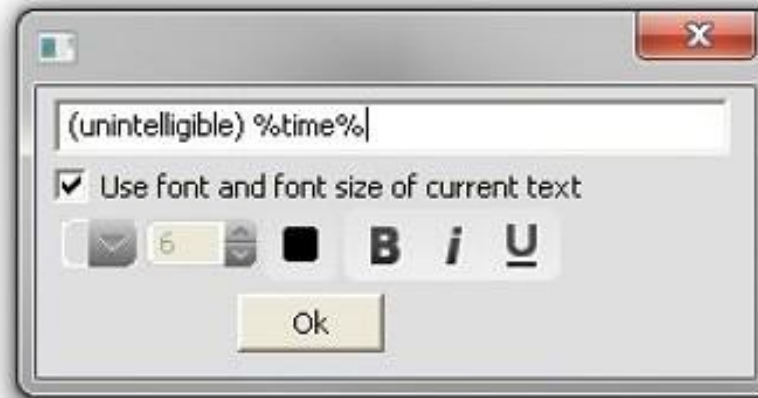 (unintelligible) %time%
Use font and font size of current text
6
B i U
Ok